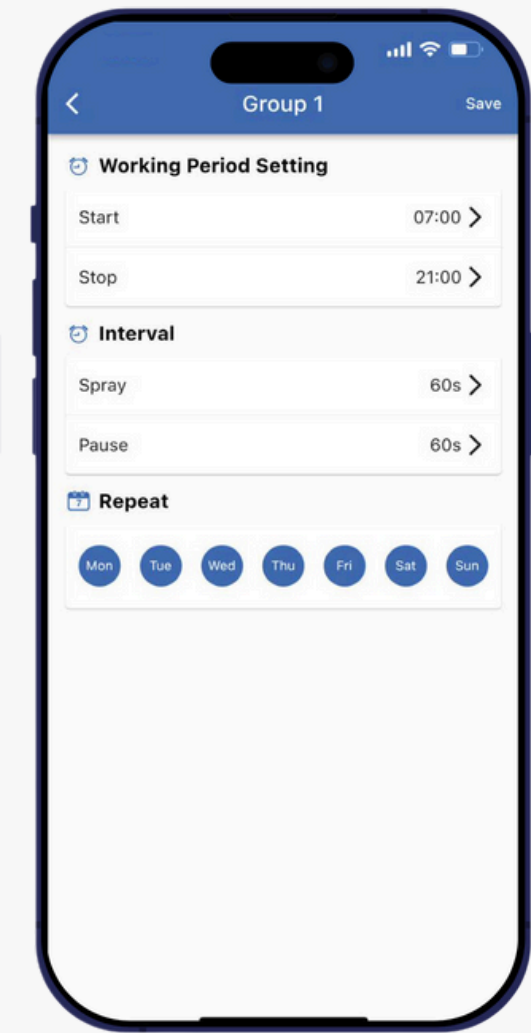 Group 1 Save
Working Period Setting
Start 07:00
Stop 21:00
Interval
Spray 60s
Pause 60s
7 Repeat
Mon Tue Wed Thu Fri Sat Sun